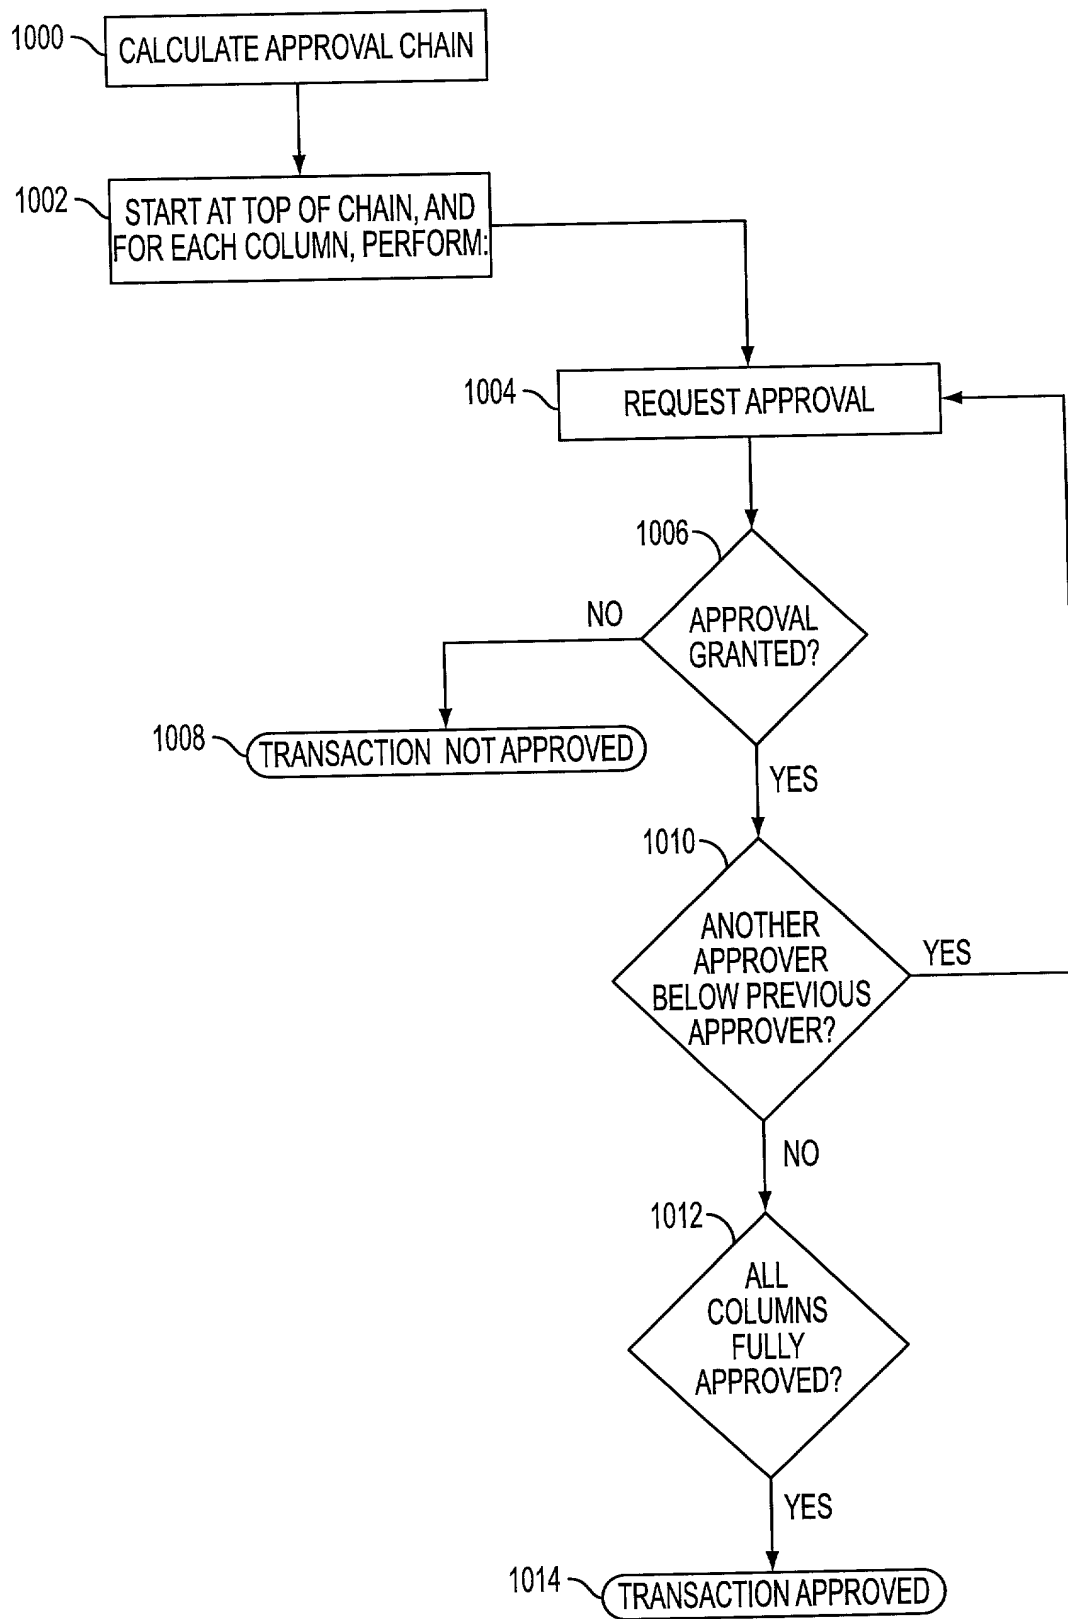 1000
CALCULATE APPROVAL CHAIN
1002
START AT TOP OF CHAIN, AND
FOR EACH COLUMN, PERFORM:
1004
REQUEST APPROVAL
1006
APPROVAL
GRANTED?
NO
1008
TRANSACTION NOT APPROVED
YES
1010
ANOTHER
APPROVER
BELOW PREVIOUS
APPROVER?
YES
NO
1012
ALL
COLUMNS
FULLY
APPROVED?
YES
1014
TRANSACTION APPROVED